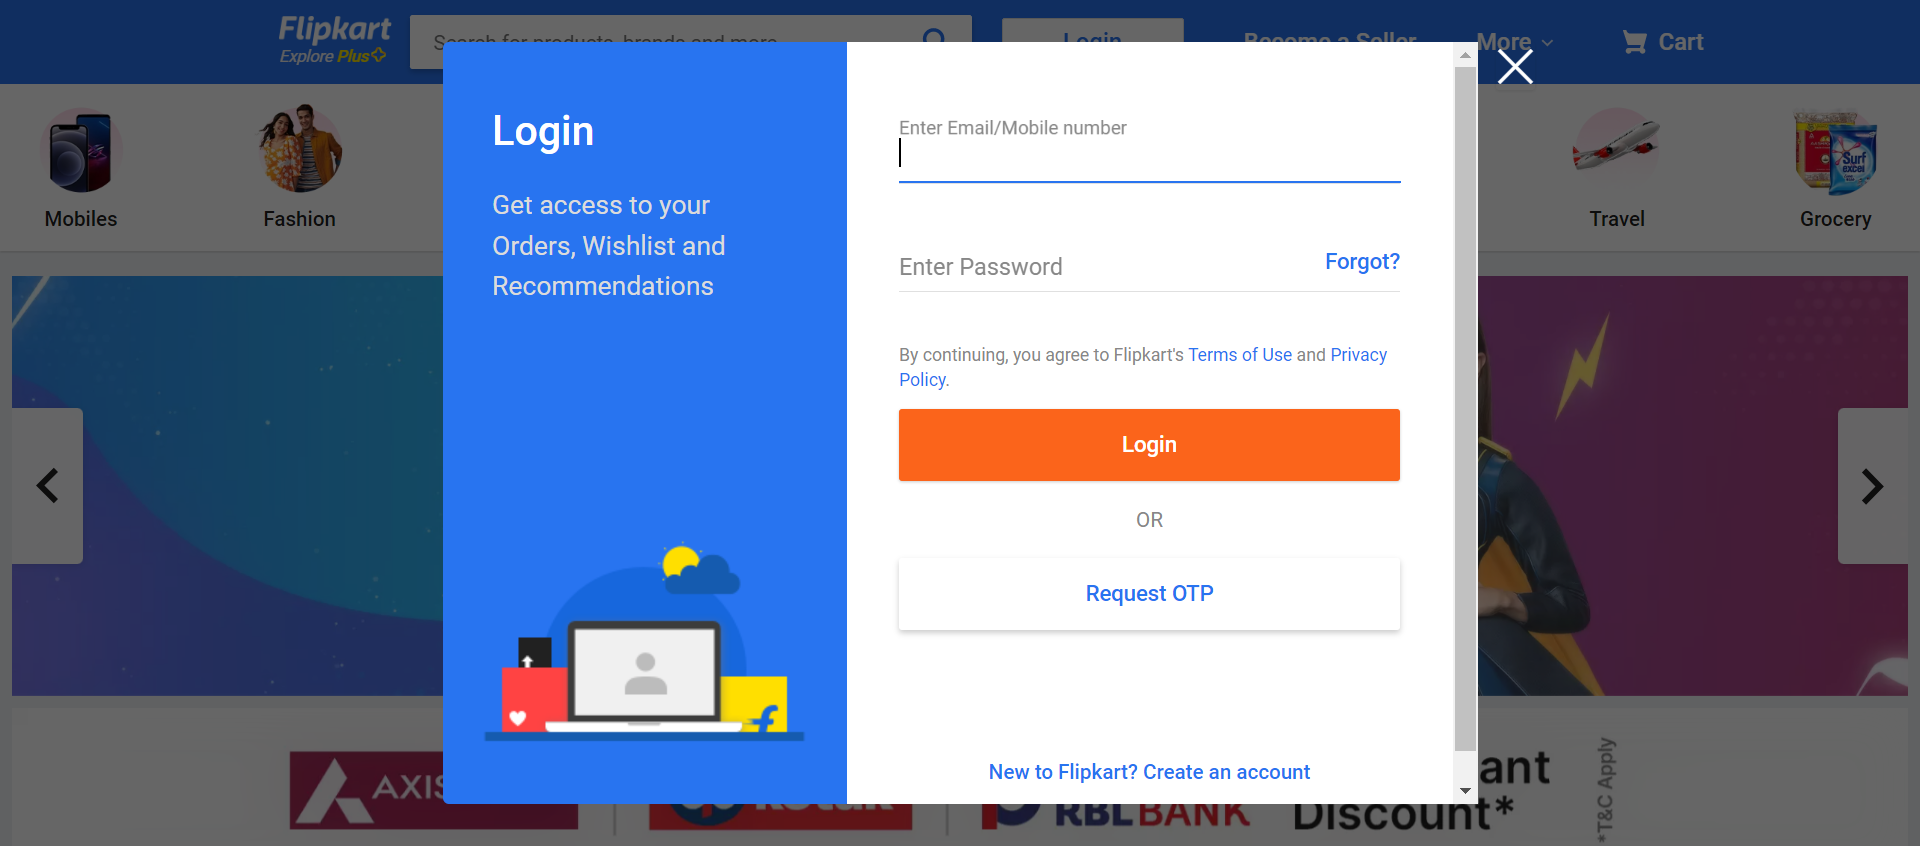 Flipkart
Explore Plus
Search for products, brands and more
Login
Become a Seller
More
Cart
Mobiles
Fashion
Travel
Grocery
Surf
excel
Login
Get access to your
Orders, Wishlist and
Recommendations
Enter Email/Mobile number
Enter Password
Forgot?
By continuing, you agree to Flipkart's Terms of Use and Privacy
Policy.
Login
OR
Request OTP
New to Flipkart? Create an account
AXIS
kotak
RBL BANK
ant
Discount*
*T&C Apply